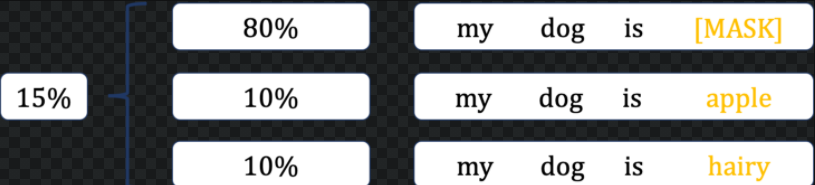 80% my dog is [MASK]
15% 10% my dog is apple
10% my dog is hairy